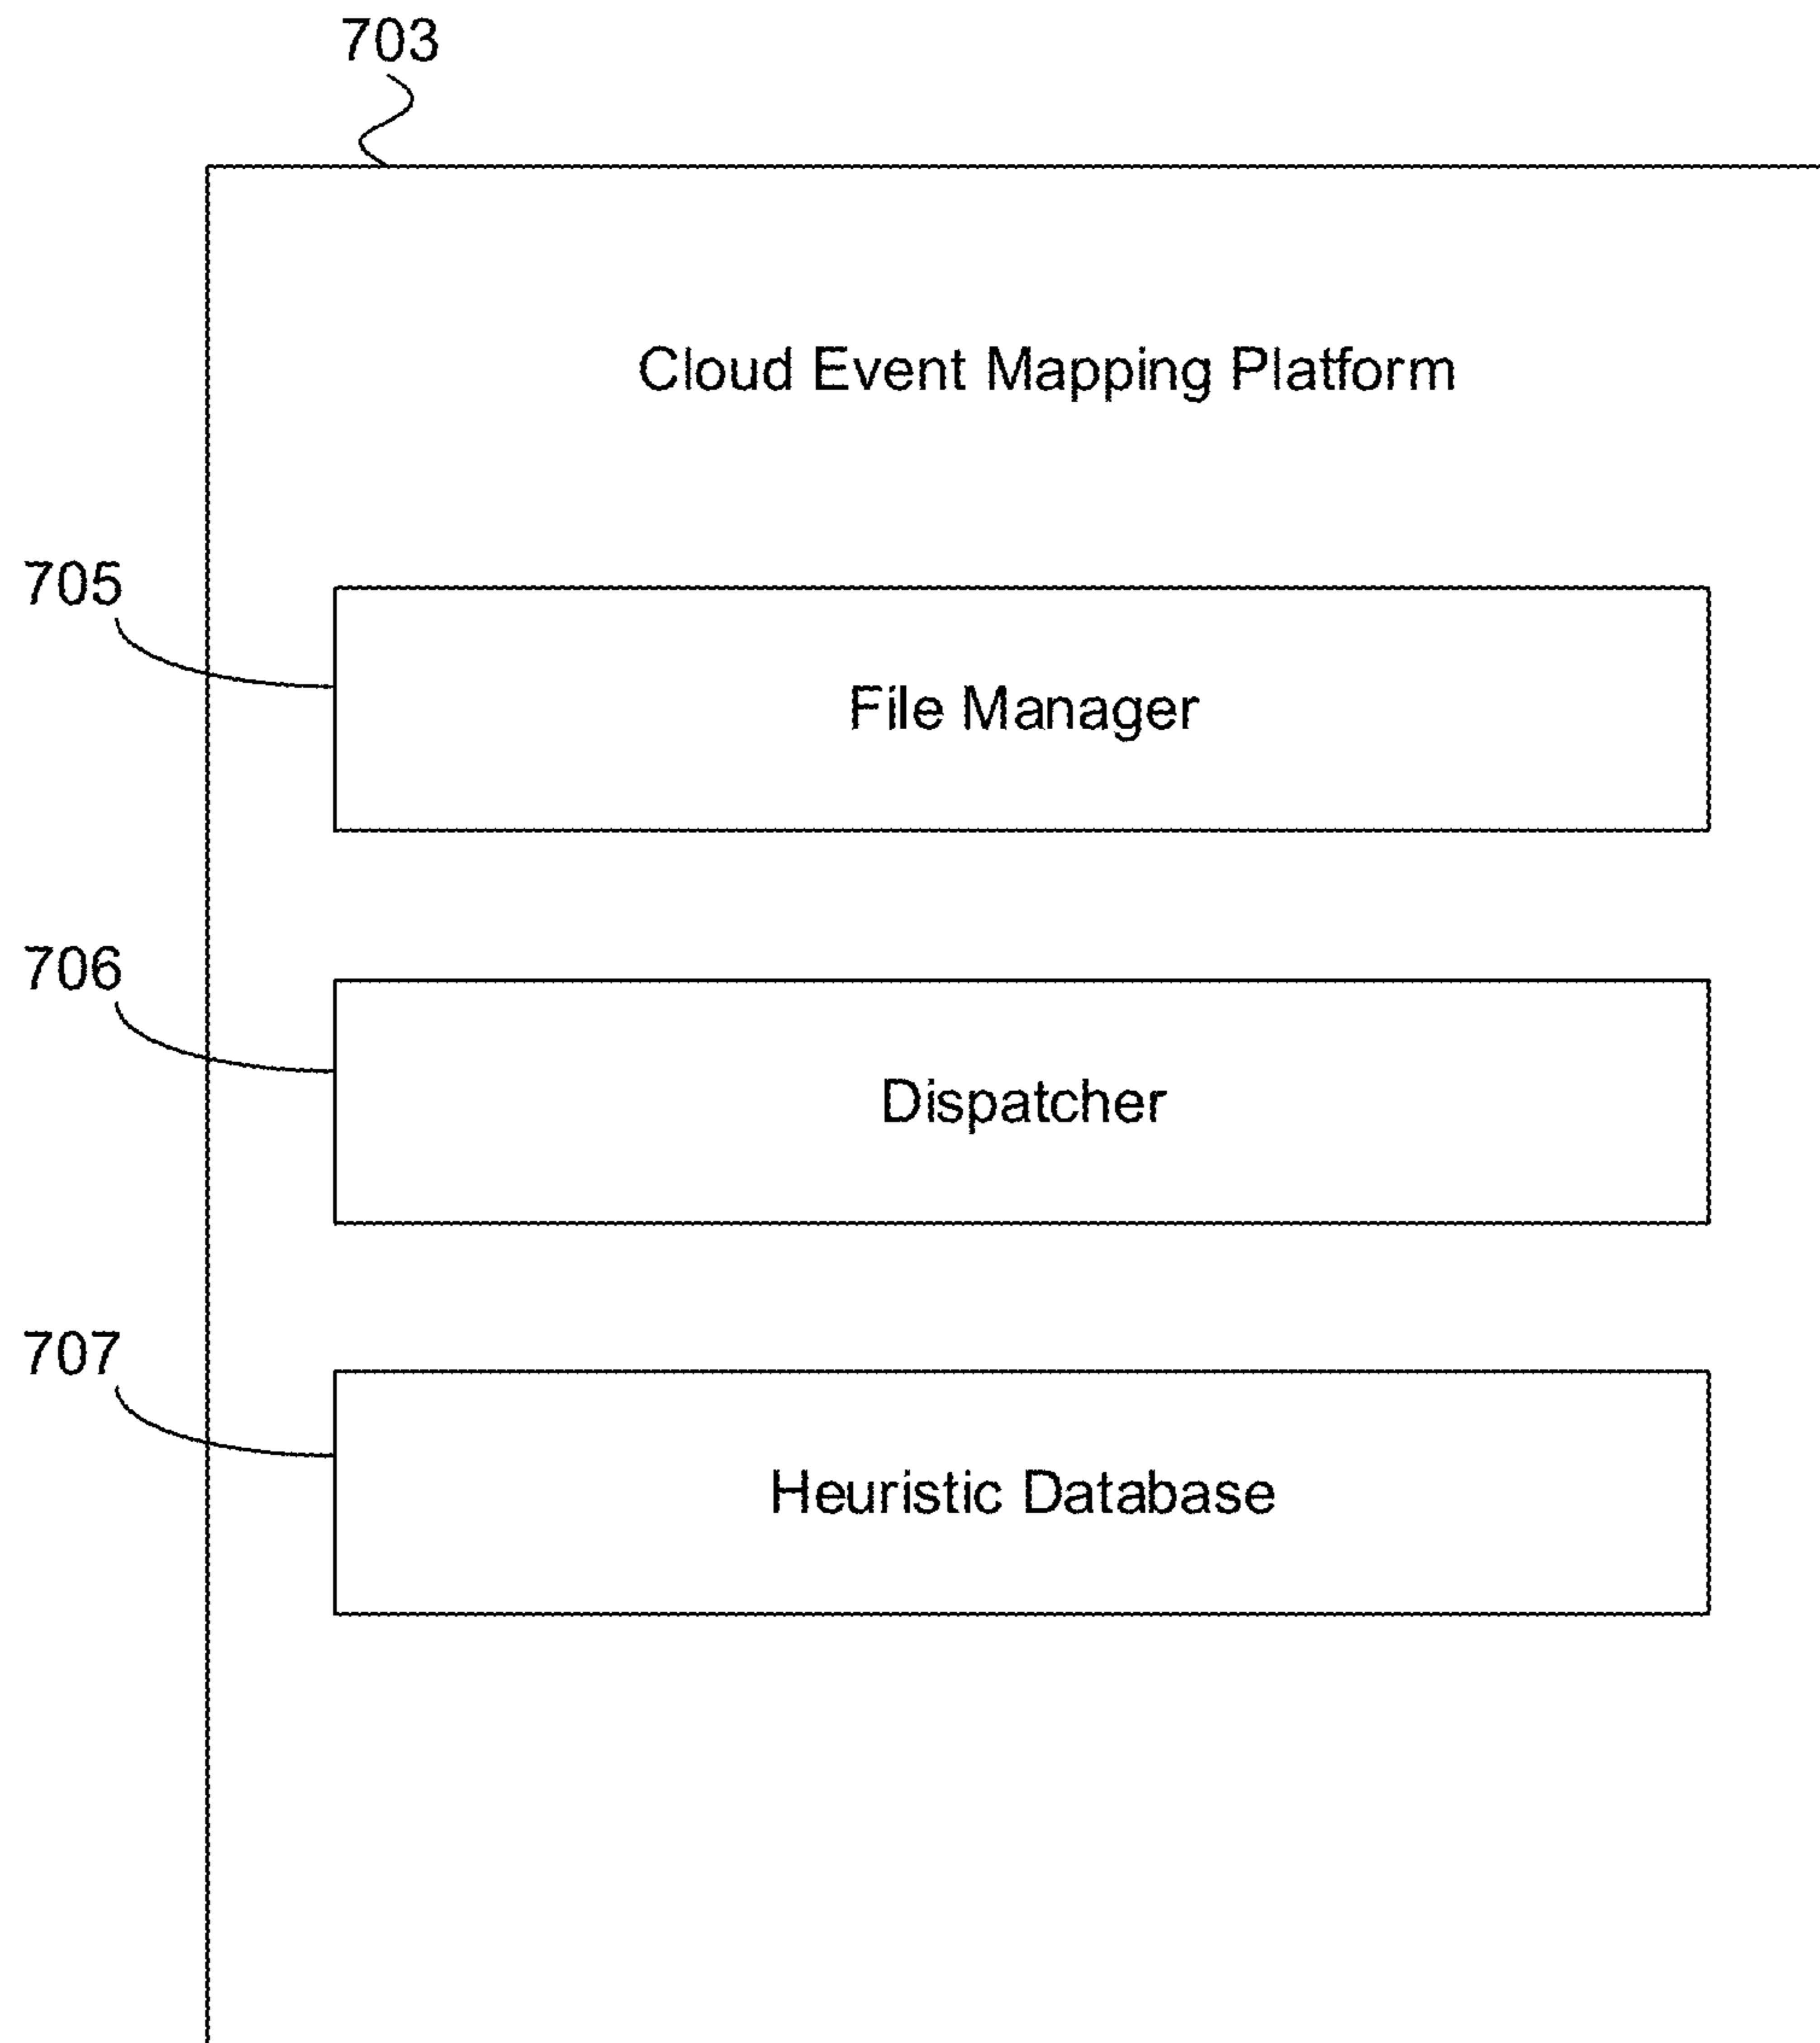 703
Cloud Event Mapping Platform
705
File Manager
706
Dispatcher
707
Heuristic Database